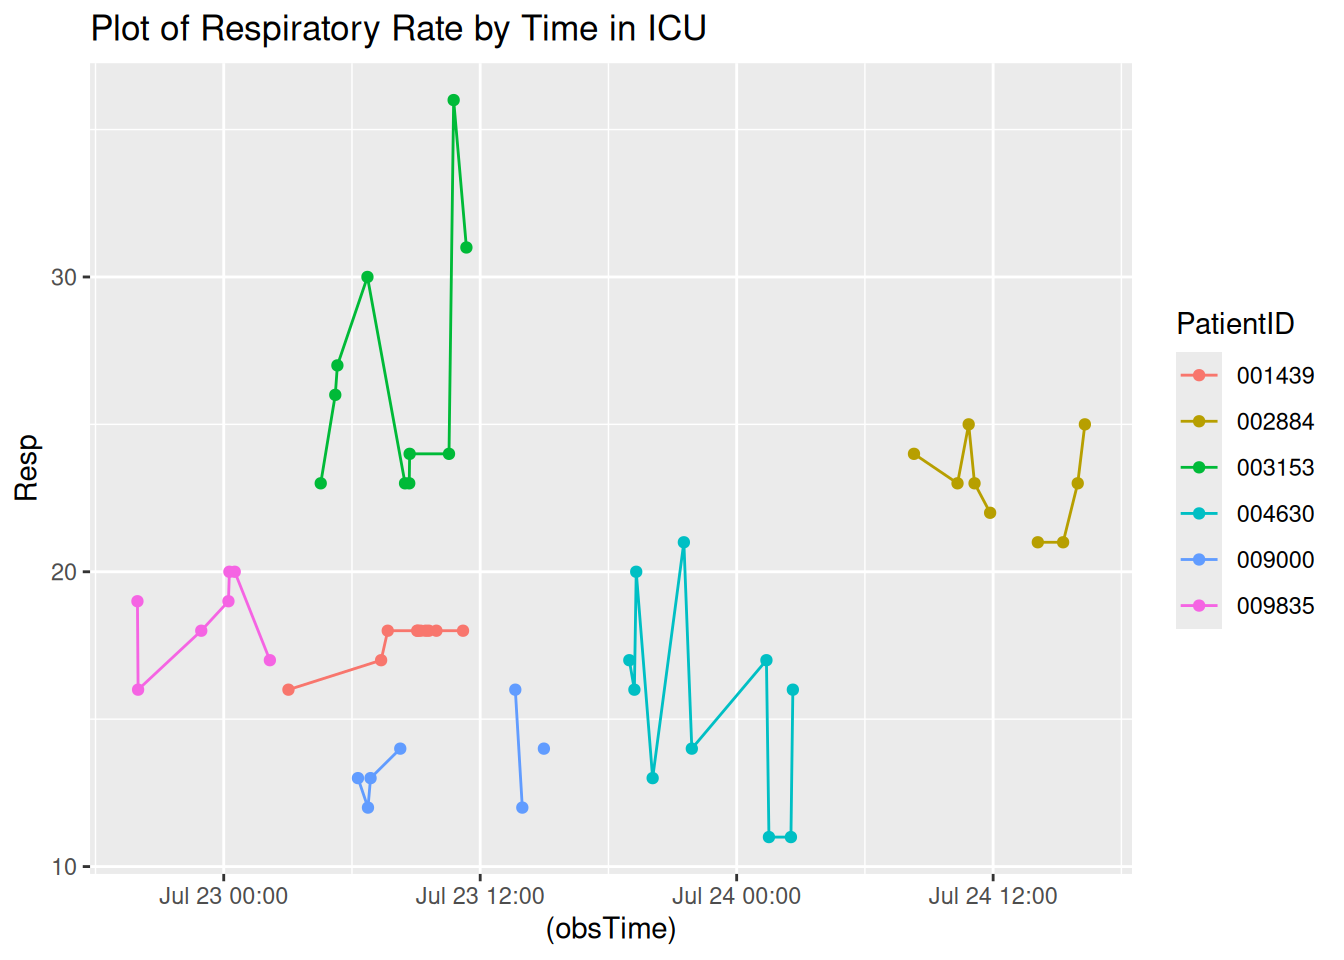 Plot of Respiratory Rate by Time in ICU
Resp
30
20
10
Jul 23 00:00
Jul 23 12:00
Jul 24 00:00
Jul 24 12:00
(obsTime)
PatientID
001439
002884
003153
004630
009000
009835